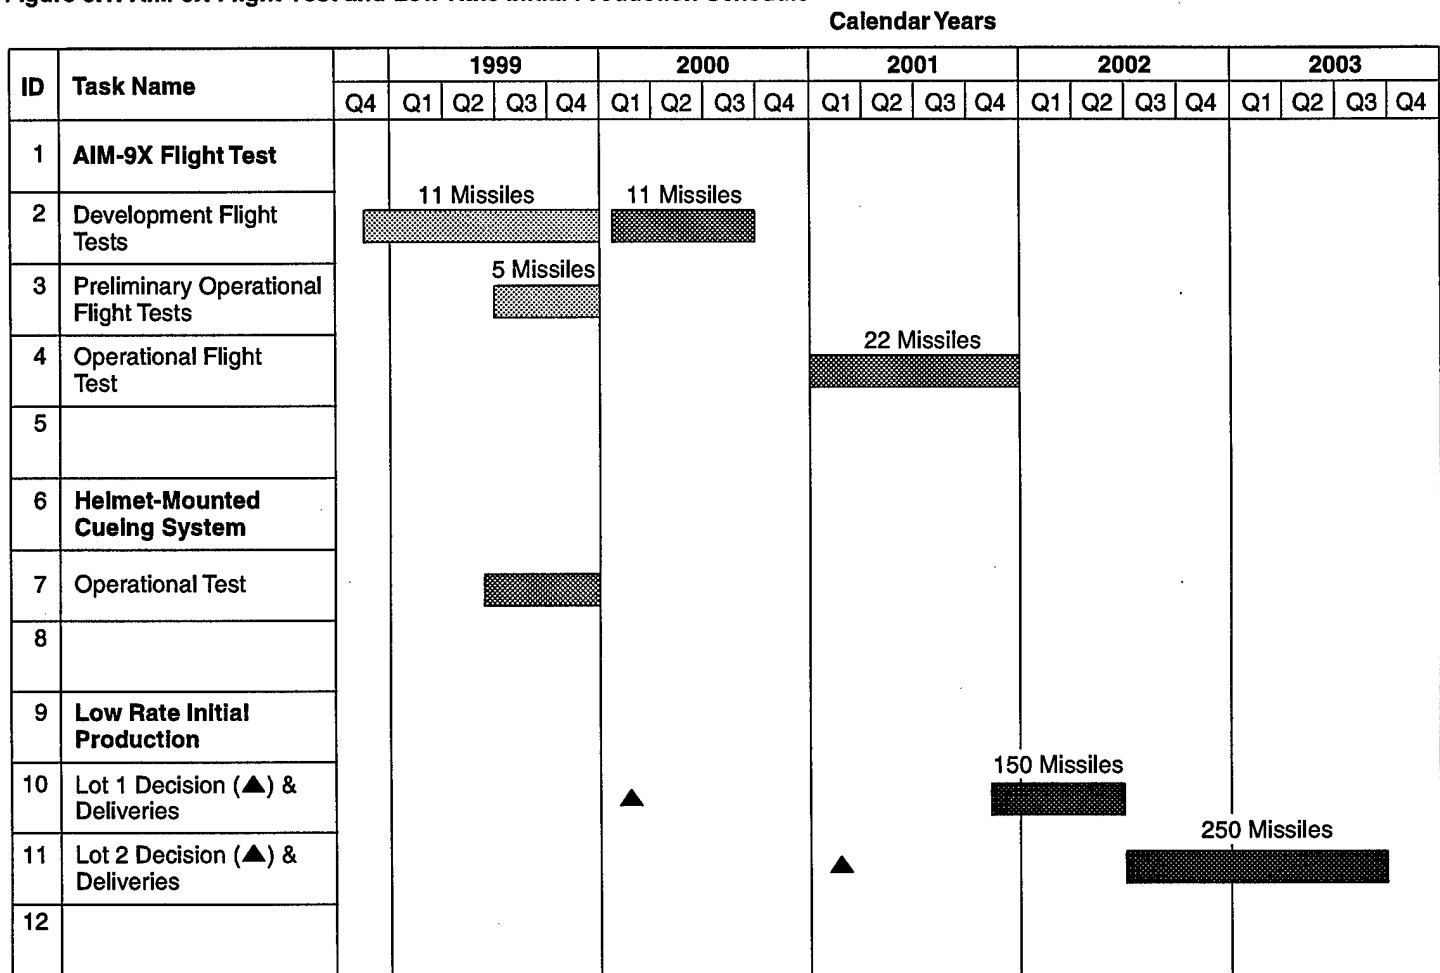 Calendar Years
ID Task Name 1999 2000 2001 2002 2003
Q4 Q1 Q2 Q3 Q4 Q1 Q2 Q3 Q4 Q1 Q2 Q3 Q4 Q1 Q2 Q3 Q4 Q1 Q2 Q3 Q4
1 AIM-9X Flight Test
11 Missiles 11 Missiles
2 Development Flight
Tests
5 Missiles
3 Preliminary Operational
Flight Tests
22 Missiles
4 Operational Flight
Test
5
6 Helmet-Mounted
Cueing System
7 Operational Test
8
9 Low Rate Initial
Production
150 Missiles
10 Lot 1 Decision (▲) &
Deliveries
250 Missiles
11 Lot 2 Decision (▲) &
Deliveries
12